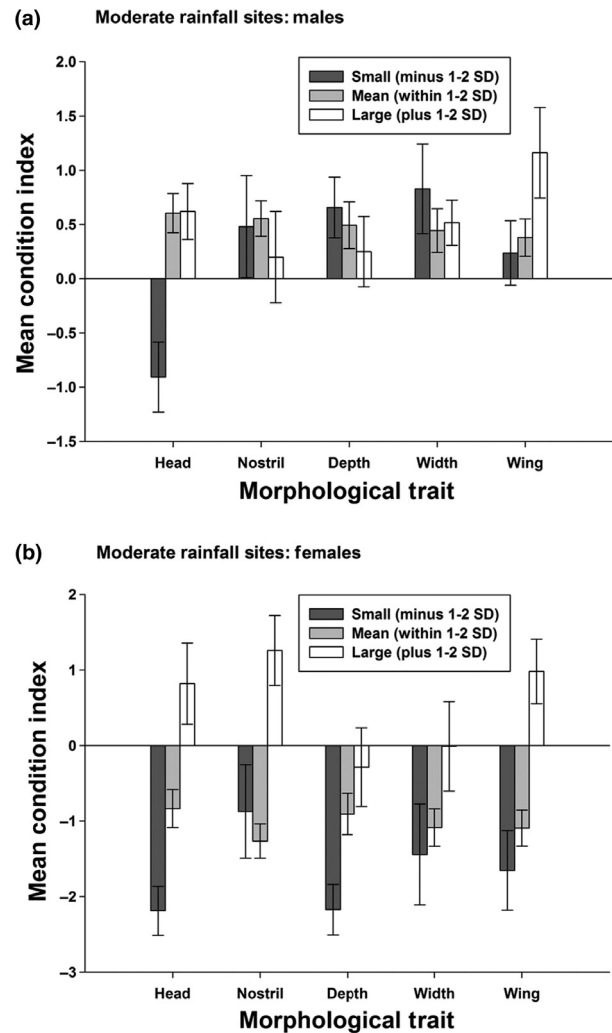 (a)
Moderate rainfall sites: males
Small (minus 1-2 SD)
Mean (within 1-2 SD)
Large (plus 1-2 SD)
2.0
1.5
1.0
0.5
0.0
–0.5
–1.0
–1.5
Mean condition index
Head Nostril Depth Width Wing
Morphological trait
(b)
Moderate rainfall sites: females
Small (minus 1-2 SD)
Mean (within 1-2 SD)
Large (plus 1-2 SD)
2
1
0
–1
–2
–3
Mean condition index
Head Nostril Depth Width Wing
Morphological trait